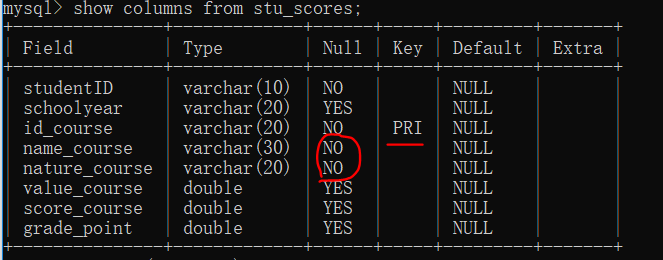 mysql> show columns from stu_scores;
+---------------+-------------+------+-----+---------+-------+
| Field         | Type        | Null | Key | Default | Extra |
+---------------+-------------+------+-----+---------+-------+
| studentID     | varchar(10) | NO   |     | NULL    |       |
| schoolyear    | varchar(20) | YES  |     | NULL    |       |
| id_course     | varchar(20) | NO   | PRI | NULL    |       |
| name_course   | varchar(30) | NO   |     | NULL    |       |
| nature_course | varchar(20) | NO   |     | NULL    |       |
| value_course  | double      | YES  |     | NULL    |       |
| score_course  | double      | YES  |     | NULL    |       |
| grade_point   | double      | YES  |     | NULL    |       |
+---------------+-------------+------+-----+---------+-------+